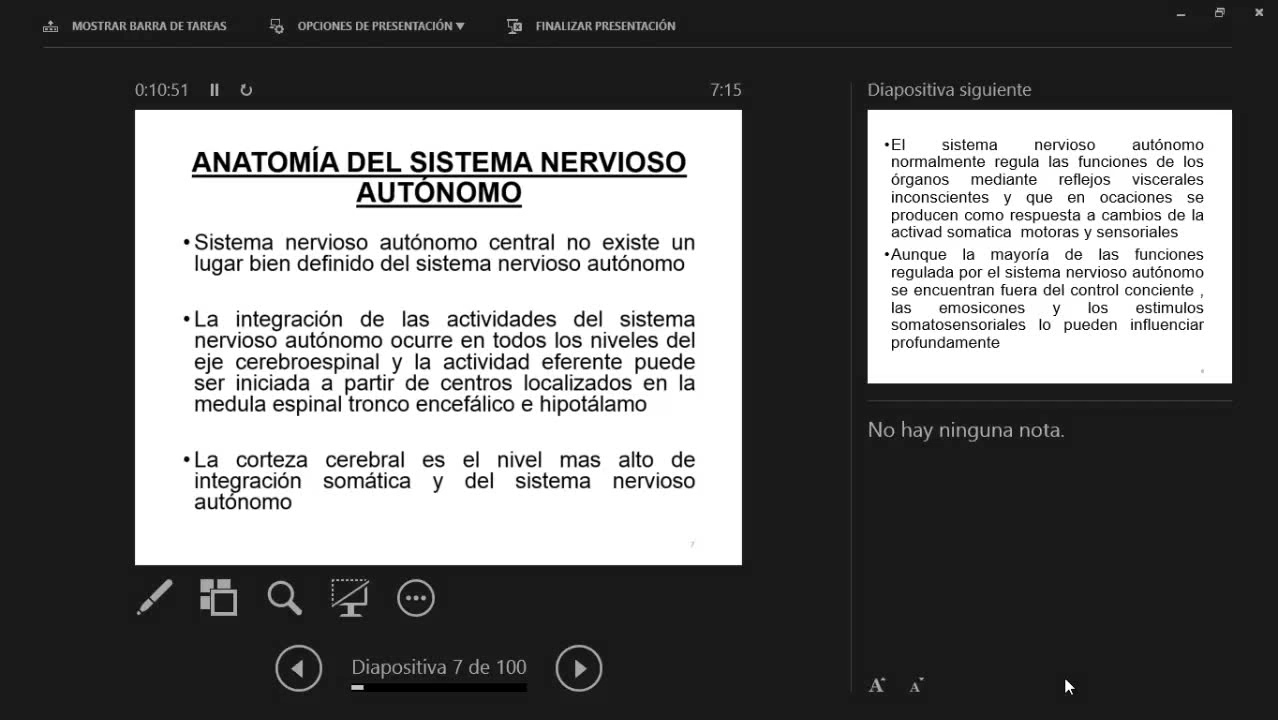 MOSTRAR BARRA DE TAREAS
OPCIONES DE PRESENTACIÓN
FINALIZAR PRESENTACIÓN
0:10:51
7:15
ANATOMÍA DEL SISTEMA NERVIOSO
AUTÓNOMO
•Sistema nervioso autónomo central no existe un
lugar bien definido del sistema nervioso autónomo
•La integración de las actividades del sistema
nervioso autónomo ocurre en todos los niveles del
eje cerebroespinal y la actividad eferente puede
ser iniciada a partir de centros localizados en la
medula espinal tronco encefálico e hipotálamo
•La corteza cerebral es el nivel mas alto de
integración somática y del sistema nervioso
autónomo
7
Diapositiva 7 de 100
Diapositiva siguiente
•El sistema nervioso autónomo
normalmente regula las funciones de los
órganos mediante reflejos viscerales
inconscientes y que en ocaciones se
producen como respuesta a cambios de la
activad somatica motoras y sensoriales
•Aunque la mayoría de las funciones
regulada por el sistema nervioso autónomo
se encuentran fuera del control conciente ,
las emosicones y los estimulos
somatosensoriales lo pueden influenciar
profundamente
No hay ninguna nota.
A A